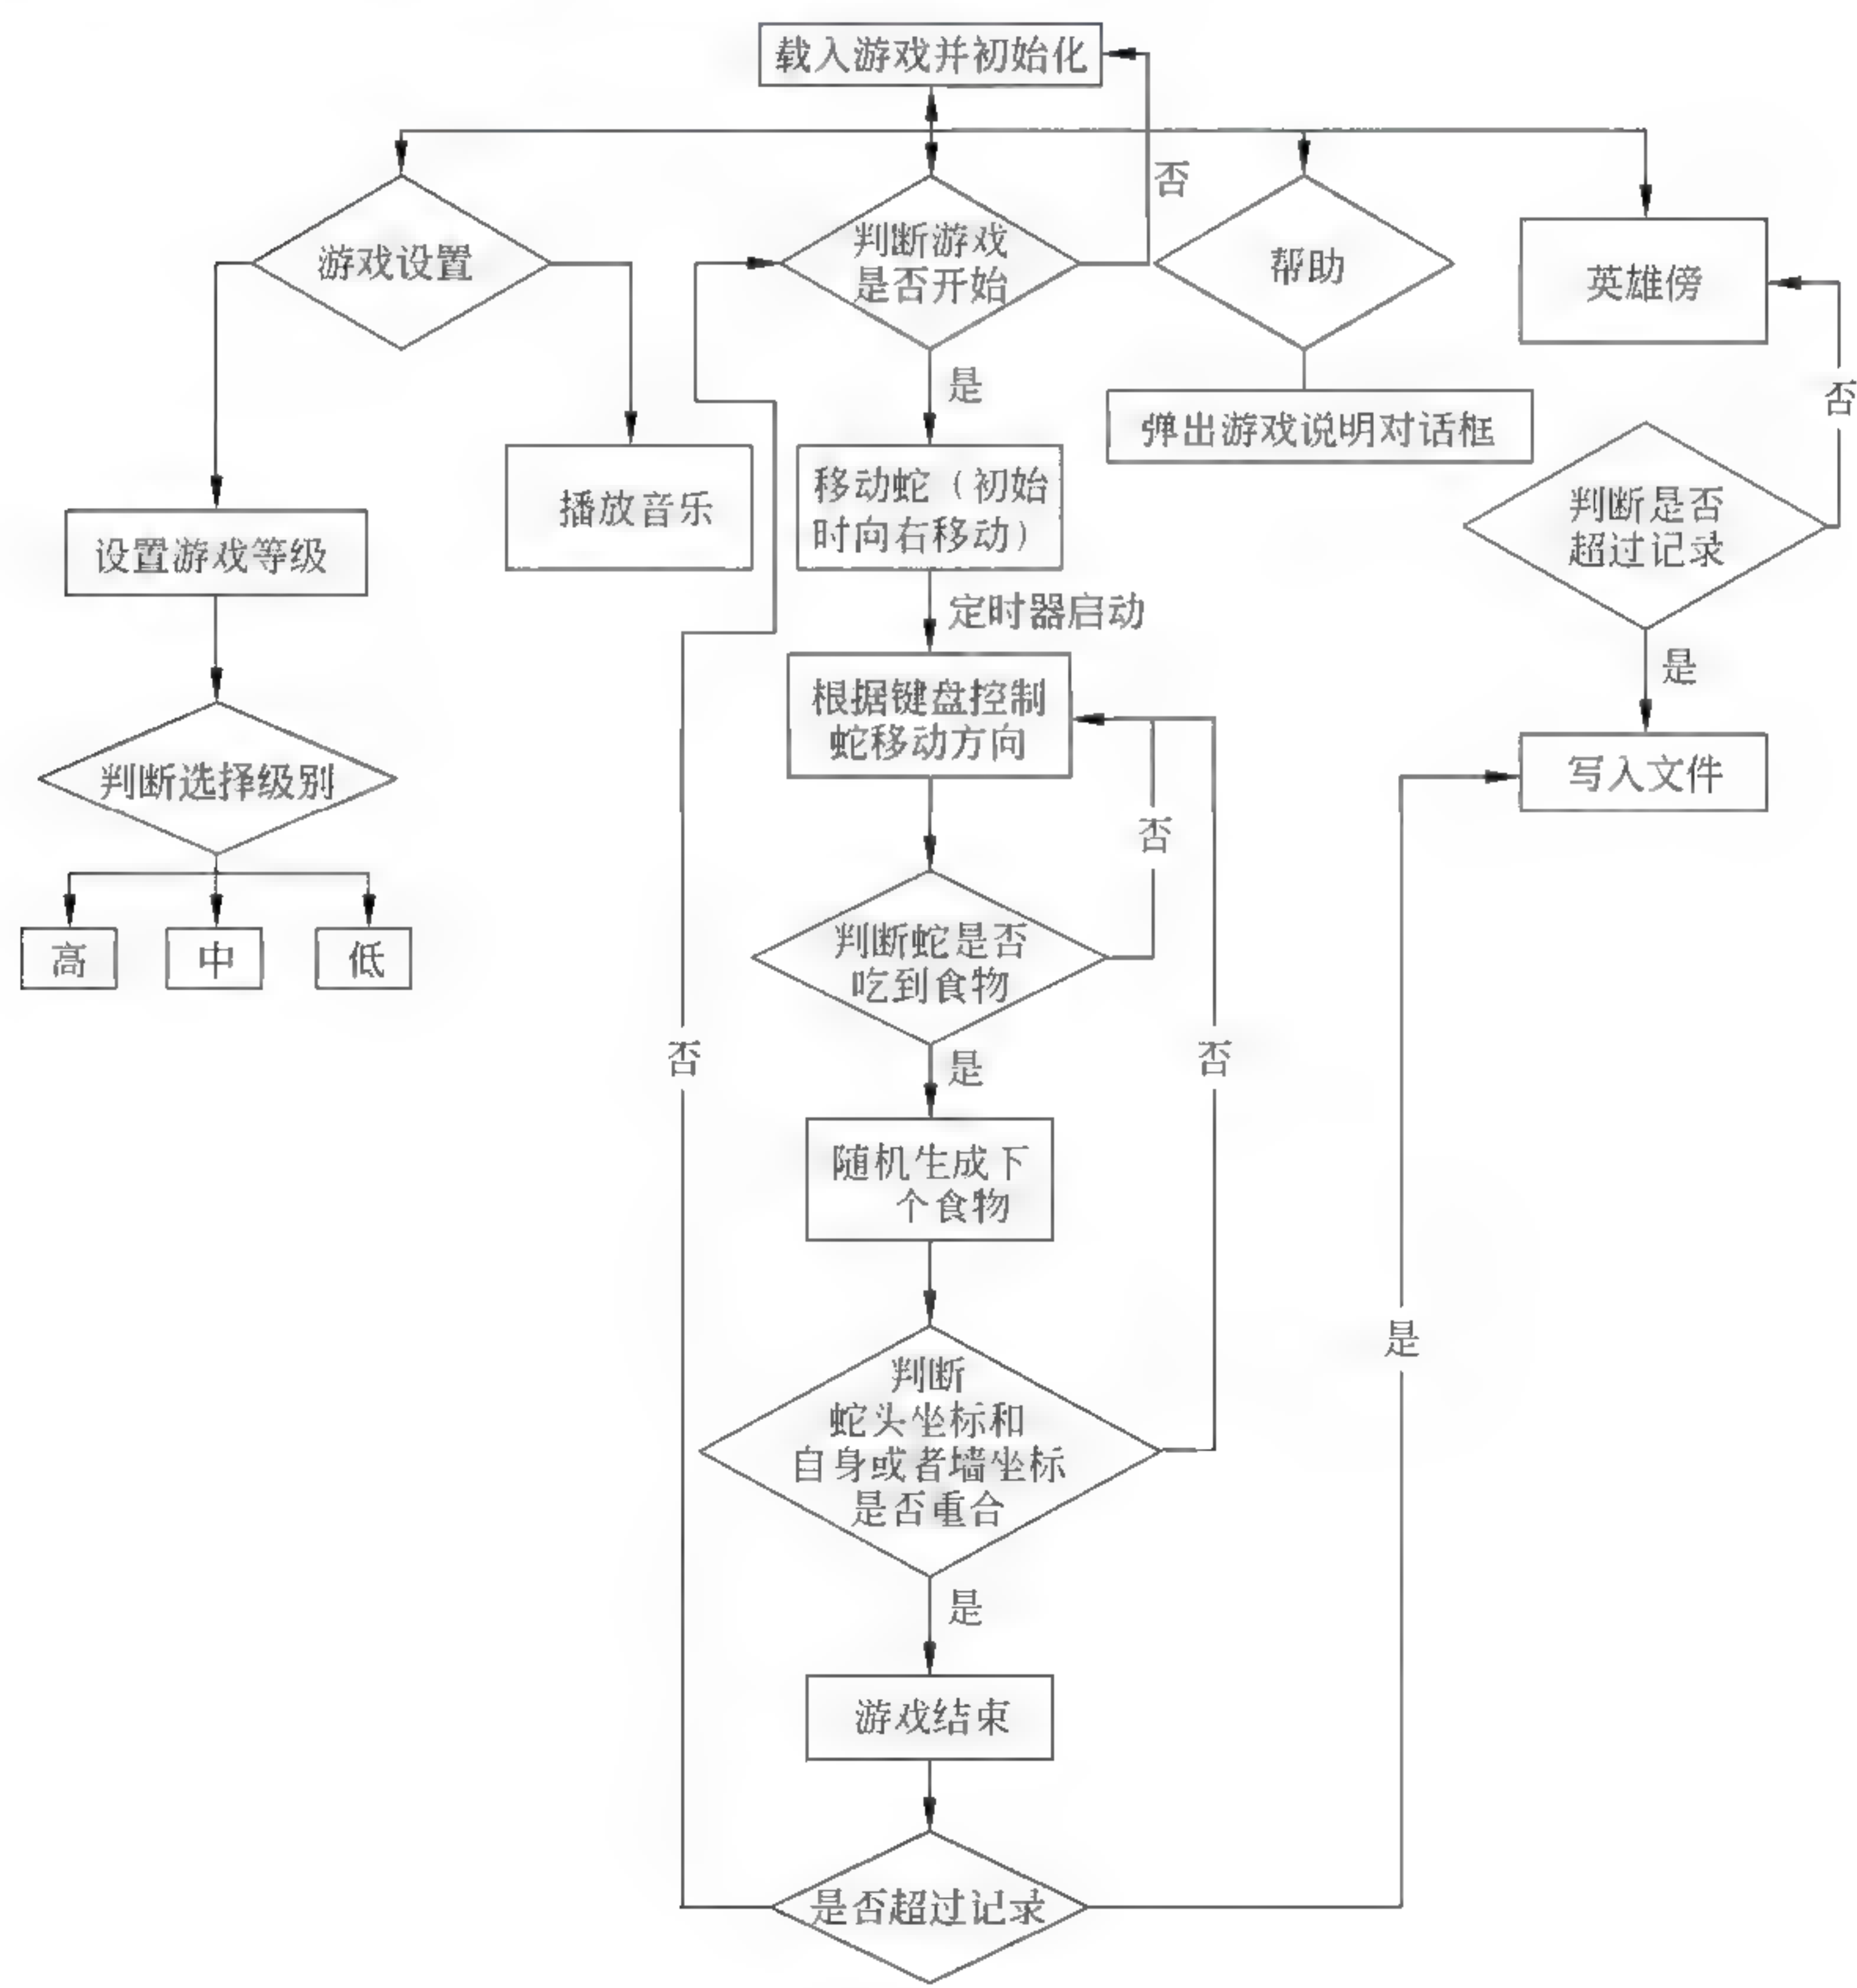 载入游戏并初始化
否
游戏设置
判断游戏
是否开始
帮助
英雄傍
是
否
弹出游戏说明对话框
播放音乐
移动蛇（初始
时向右移动）
判断是否
超过记录
设置游戏等级
定时器启动
是
根据键盘控制
蛇移动方向
写入文件
判断选择级别
否
高
中
低
判断蛇是否
吃到食物
否
否
是
随机生成下
个食物
是
判断
蛇头坐标和
自身或者墙坐标
是否重合
是
游戏结束
是否超过记录